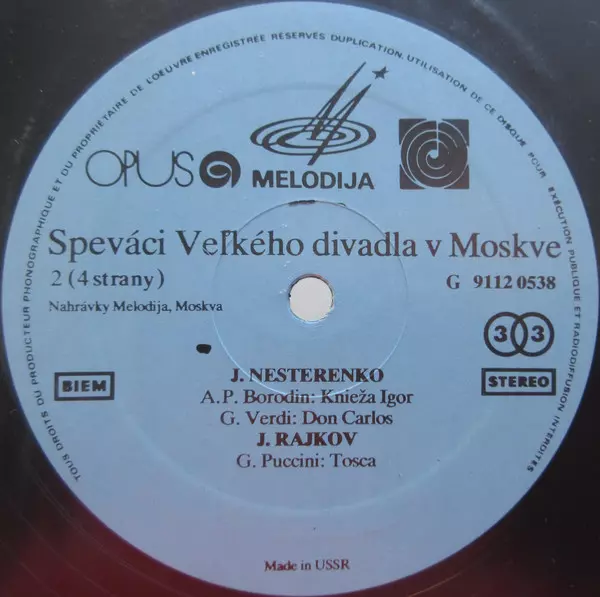 TOUS DROITS DU PRODUCTEUR PHONOGRAPHIQUE ET DU PROPRIÉTAIRE DE L'OEUVRE ENREGISTRÉE RESERVÉS DUPLICATION, UTILISATION DE CE DISQUE POUR EXÉCUTION PUBLIQUE ET RADIODIFFUSION INTERDITES
OPUS MELODIJA
Speváci Veľkého divadla v Moskve
2 (4 strany) G 9112 0538
Nahrávky Melodija, Moskva
33
BIEM J. NESTERENKO STEREO
A.P. Borodin: Knieža Igor
G. Verdi: Don Carlos
J. RAJKOV
G. Puccini: Tosca
Made in USSR